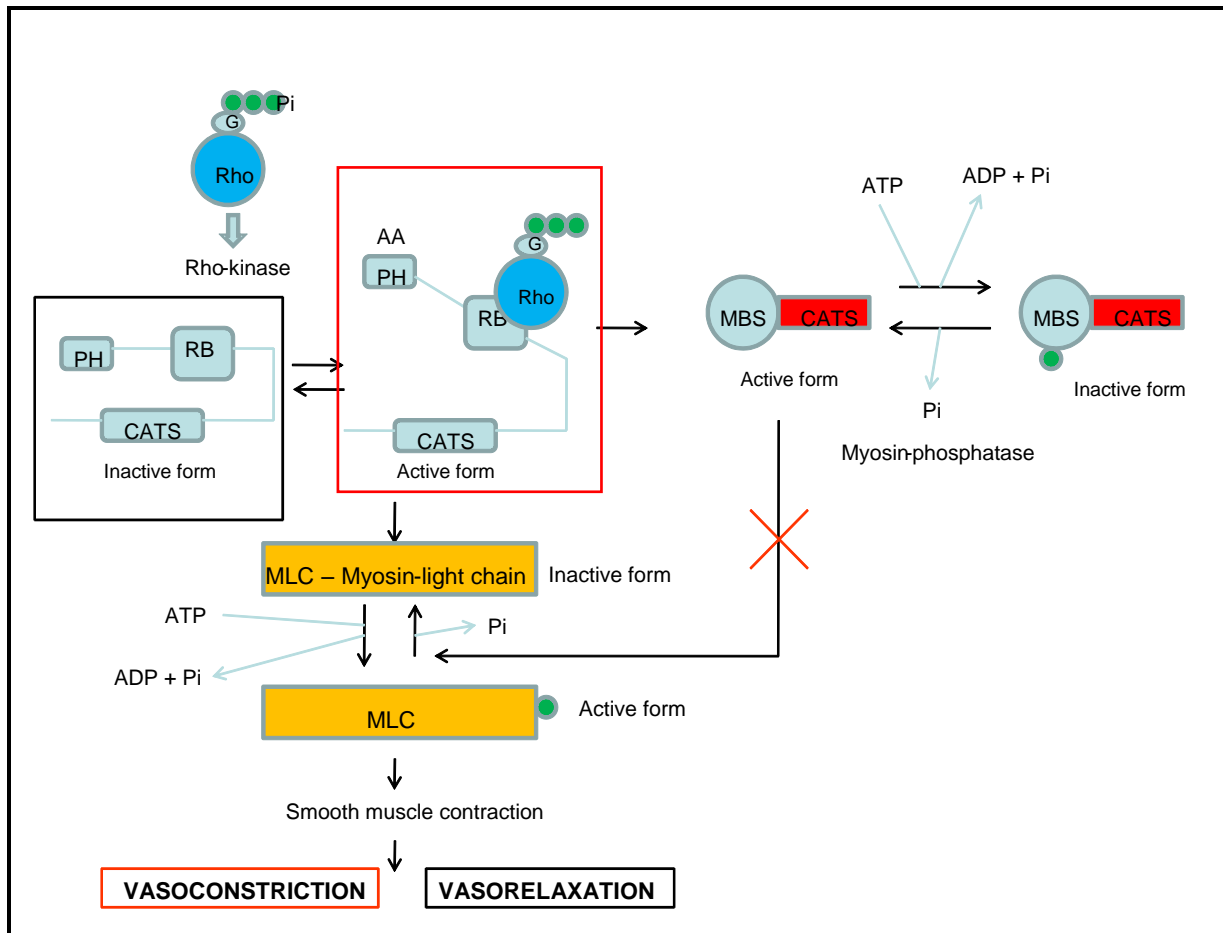 Pi
G
Rho
Rho-kinase
AA
PH
G
Rho
RB
CATS
Active form
PH
RB
CATS
Inactive form
ATP
ADP + Pi
MBS
CATS
Active form
MBS
CATS
Inactive form
Pi
Myosin-phosphatase
MLC – Myosin-light chain
Inactive form
ATP
Pi
ADP + Pi
MLC
Active form
Smooth muscle contraction
VASOCONSTRICTION
VASORELAXATION